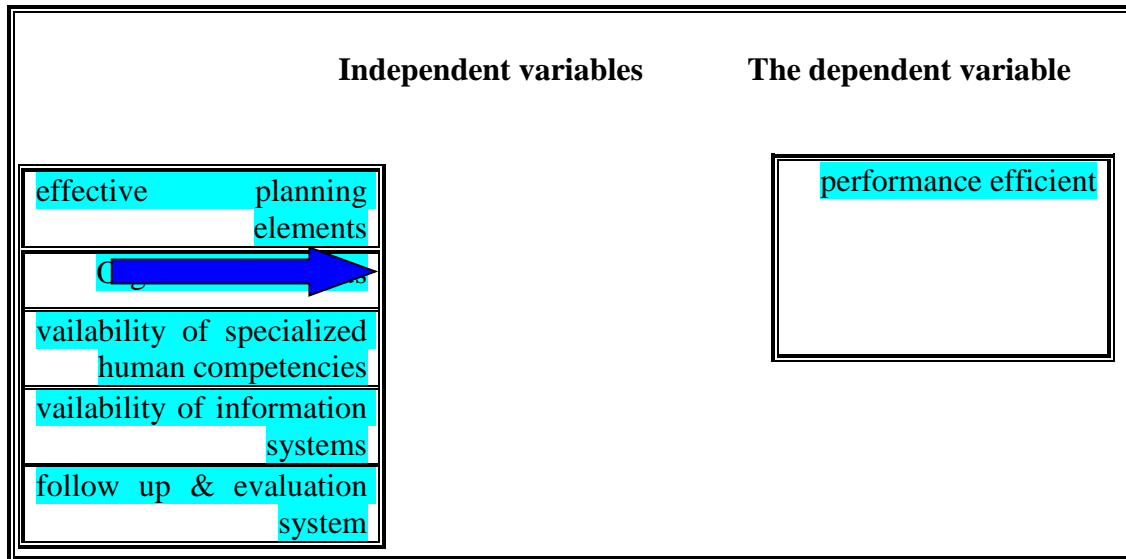 Independent variables The dependent variable
effective planning
elements
performance efficient
vailability of specialized
human competencies
vailability of information
systems
follow up & evaluation
system